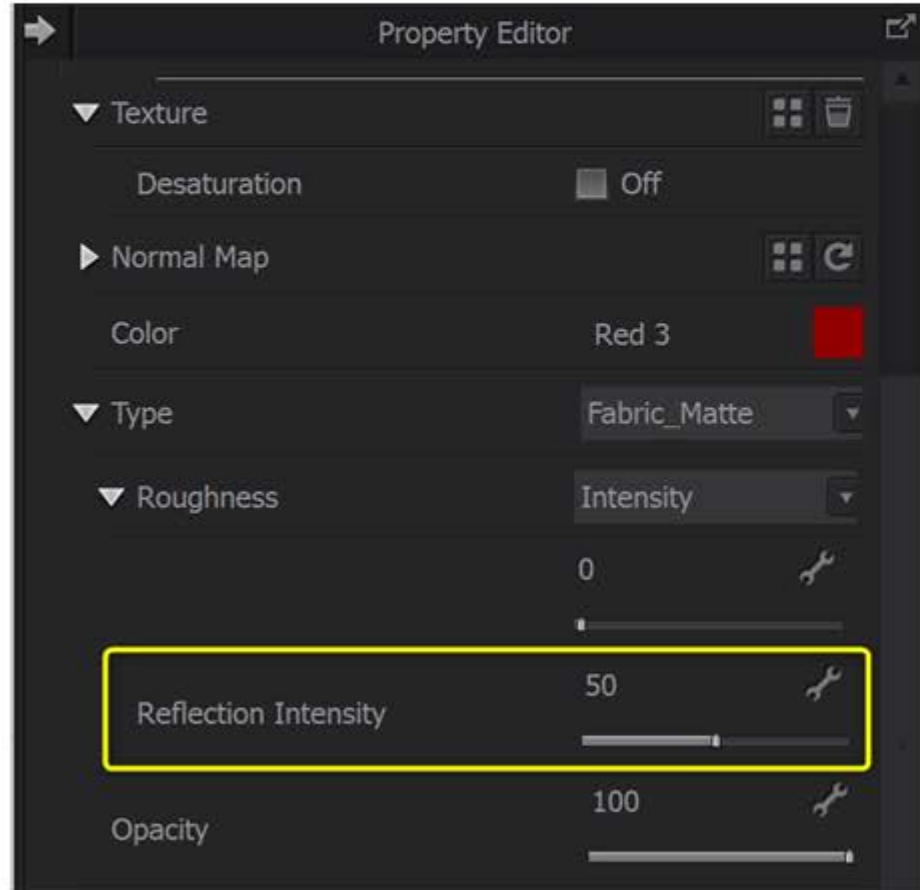 Property Editor
Texture
Desaturation Off
Normal Map
Color Red 3
Type Fabric_Matte
Roughness Intensity
0
Reflection Intensity 50
Opacity 100